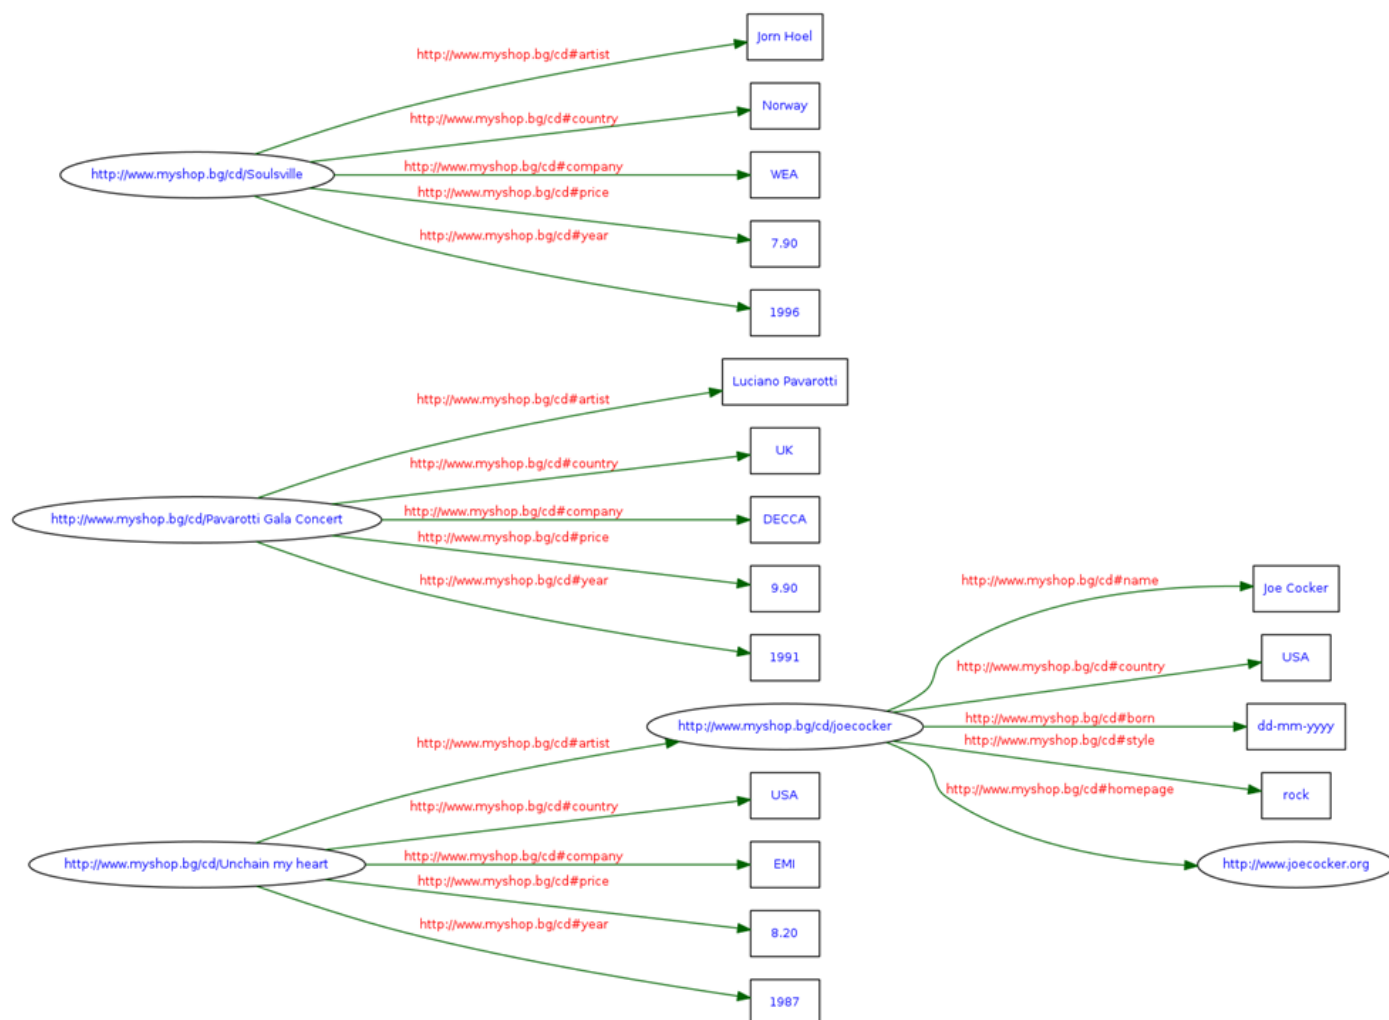 Jorn Hoel
http://www.myshop.bg/cd#artist
Norway
http://www.myshop.bg/cd#country
http://www.myshop.bg/cd/Soulsville
http://www.myshop.bg/cd#company
WEA
http://www.myshop.bg/cd#price
http://www.myshop.bg/cd#year
7.90
1996
Luciano Pavarotti
http://www.myshop.bg/cd#artist
UK
http://www.myshop.bg/cd#country
http://www.myshop.bg/cd/Pavarotti Gala Concert
http://www.myshop.bg/cd#company
DECCA
http://www.myshop.bg/cd#price
http://www.myshop.bg/cd#year
9.90
1991
http://www.myshop.bg/cd#name
Joe Cocker
http://www.myshop.bg/cd#country
USA
http://www.myshop.bg/cd/joecocker
http://www.myshop.bg/cd#born
dd-mm-yyyy
http://www.myshop.bg/cd#style
rock
http://www.myshop.bg/cd#homepage
http://www.joecocker.org
http://www.myshop.bg/cd#artist
USA
http://www.myshop.bg/cd#country
http://www.myshop.bg/cd/Unchain my heart
http://www.myshop.bg/cd#company
EMI
http://www.myshop.bg/cd#price
http://www.myshop.bg/cd#year
8.20
1987